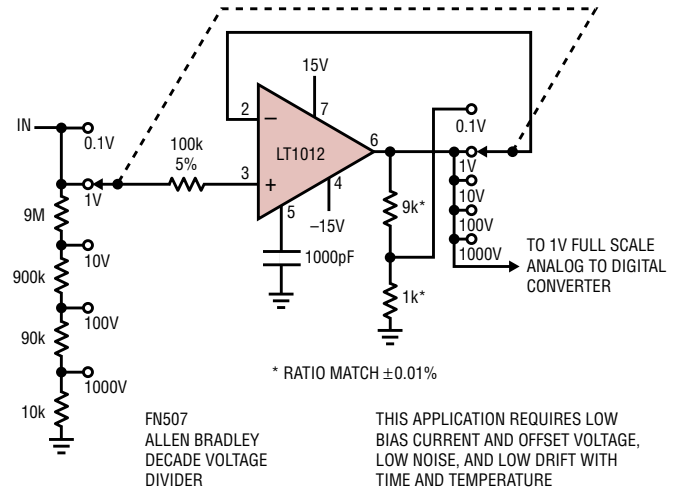 15V
2
7
IN
0.1V
0.1V
100k
5%
6
LT1012
1V
3
1V
4
9M
10V
5
–15V
9k*
100V
10V
1000V
TO 1V FULL SCALE
ANALOG TO DIGITAL
CONVERTER
1000pF
900k
100V
1k*
90k
* RATIO MATCH ±0.01%
1000V
10k
FN507
ALLEN BRADLEY
DECADE VOLTAGE
DIVIDER
THIS APPLICATION REQUIRES LOW
BIAS CURRENT AND OFFSET VOLTAGE,
LOW NOISE, AND LOW DRIFT WITH
TIME AND TEMPERATURE